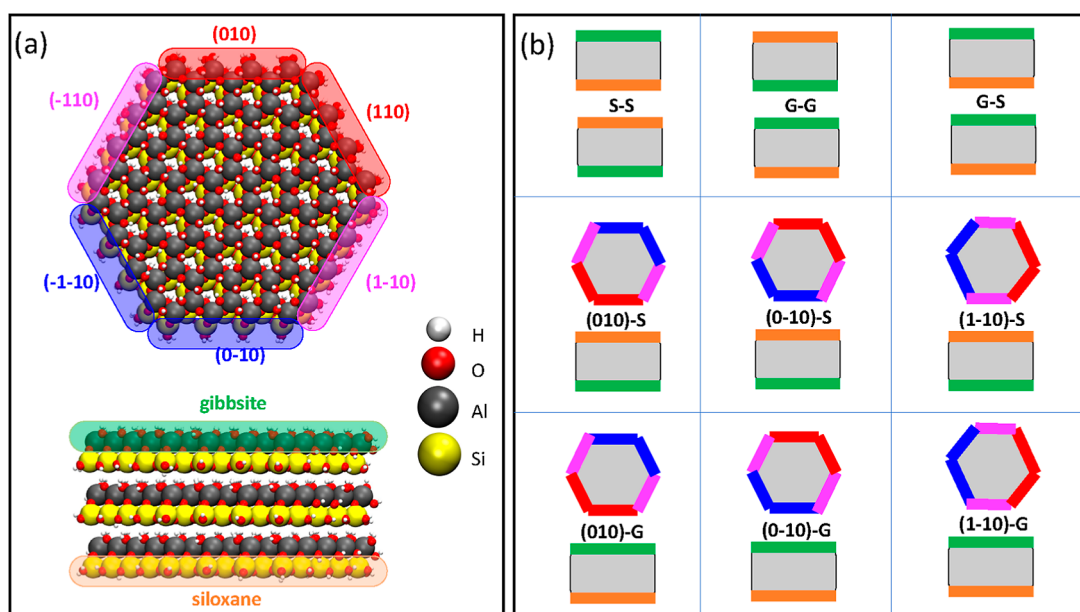 (a)
(010)
(-110)
(110)
(-1-10)
(1-10)
(0-10)
H
O
Al
Si
gibbsite
siloxane
(b)
S-S
G-G
G-S
(010)-S
(0-10)-S
(1-10)-S
(010)-G
(0-10)-G
(1-10)-G